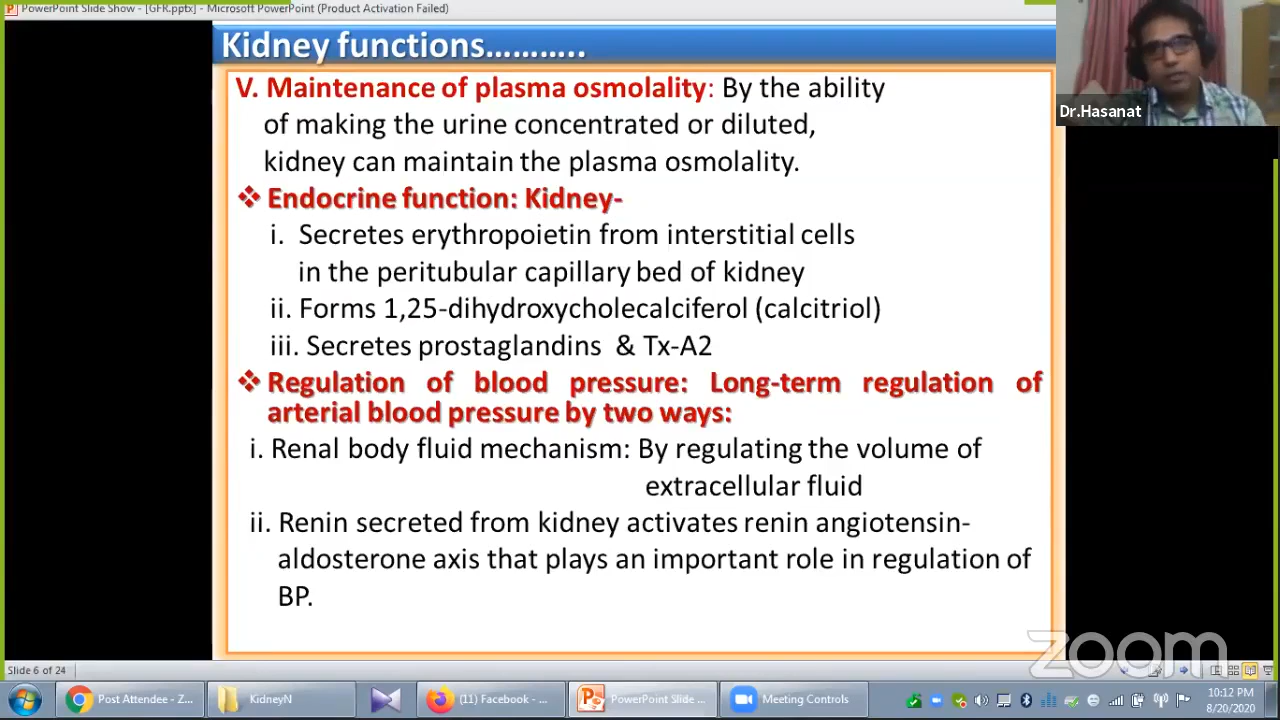 PowerPoint Slide Show - [GFR.pptx] - Microsoft PowerPoint (Product Activation Failed)
Kidney functions………..
Dr.Hasanat
V. Maintenance of plasma osmolality: By the ability
of making the urine concentrated or diluted,
kidney can maintain the plasma osmolality.
❖ Endocrine function: Kidney-
i. Secretes erythropoietin from interstitial cells
in the peritubular capillary bed of kidney
ii. Forms 1,25-dihydroxycholecalciferol (calcitriol)
iii. Secretes prostaglandins & Tx-A2
❖ Regulation of blood pressure: Long-term regulation of
arterial blood pressure by two ways:
i. Renal body fluid mechanism: By regulating the volume of
extracellular fluid
ii. Renin secreted from kidney activates renin angiotensin-
aldosterone axis that plays an important role in regulation of
BP.
zoom
Slide 6 of 24
Post Attendee - Z...
KidneyN
(11) Facebook - ...
PowerPoint Slide ...
Meeting Controls
10:12 PM
8/20/2020